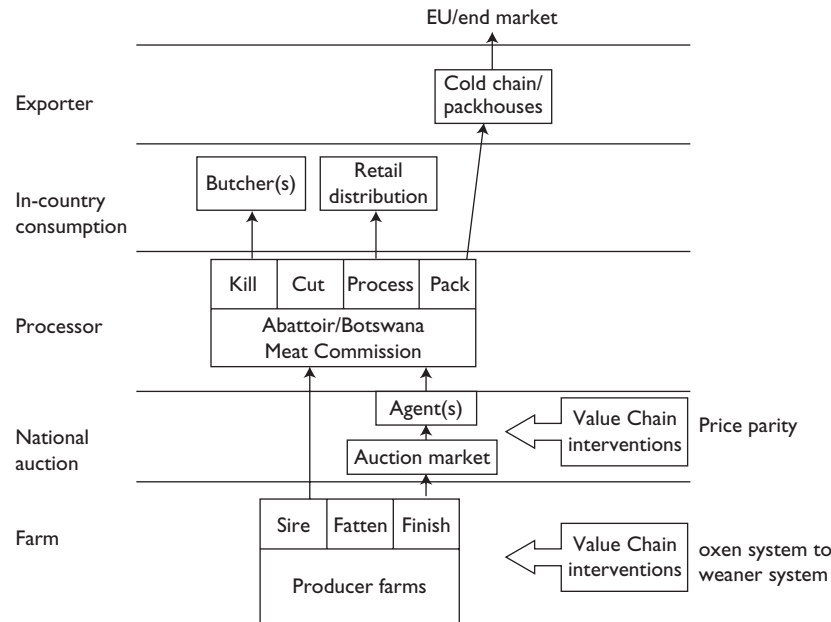 EU/end market
Exporter
Cold chain/
packhouses
In-country
consumption
Butcher(s)
Retail
distribution
Processor
Kill
Cut
Process
Pack
Abattoir/Botswana
Meat Commission
National
auction
Agent(s)
Auction market
Value Chain
interventions
Price parity
Farm
Sire
Fatten
Finish
Producer farms
Value Chain
interventions
oxen system to
weaner system